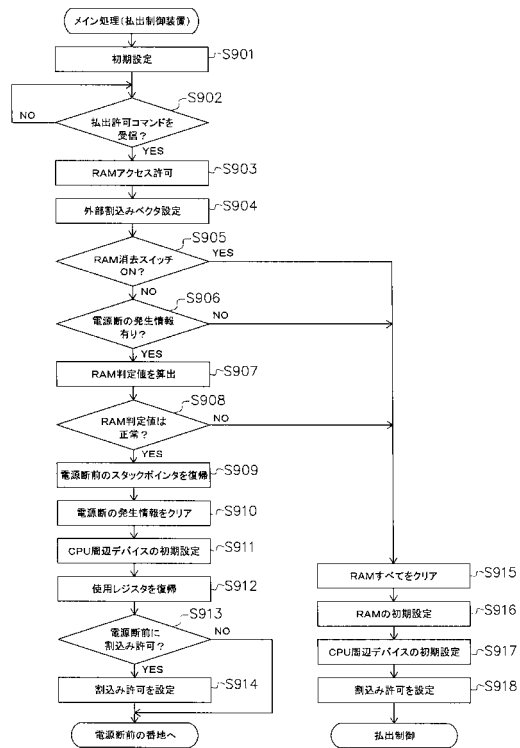 メイン処理(払出制御装置)
初期設定
S901
S902
払出許可コマンドを
受信?
NO
YES
RAMアクセス許可
S903
外部割込みベクタ設定
S904
S905
RAM消去スイッチ
ON?
YES
NO
S906
電源断の発生情報
有り?
NO
YES
RAM判定値を算出
S907
S908
RAM判定値は
正常?
NO
YES
電源断前のスタックポインタを復帰
S909
電源断の発生情報をクリア
S910
CPU周辺デバイスの初期設定
S911
使用レジスタを復帰
S912
S913
電源断前に
割込み許可?
NO
YES
割込み許可を設定
S914
電源断前の番地へ
RAMすべてをクリア
S915
RAMの初期設定
S916
CPU周辺デバイスの初期設定
S917
割込み許可を設定
S918
払出制御